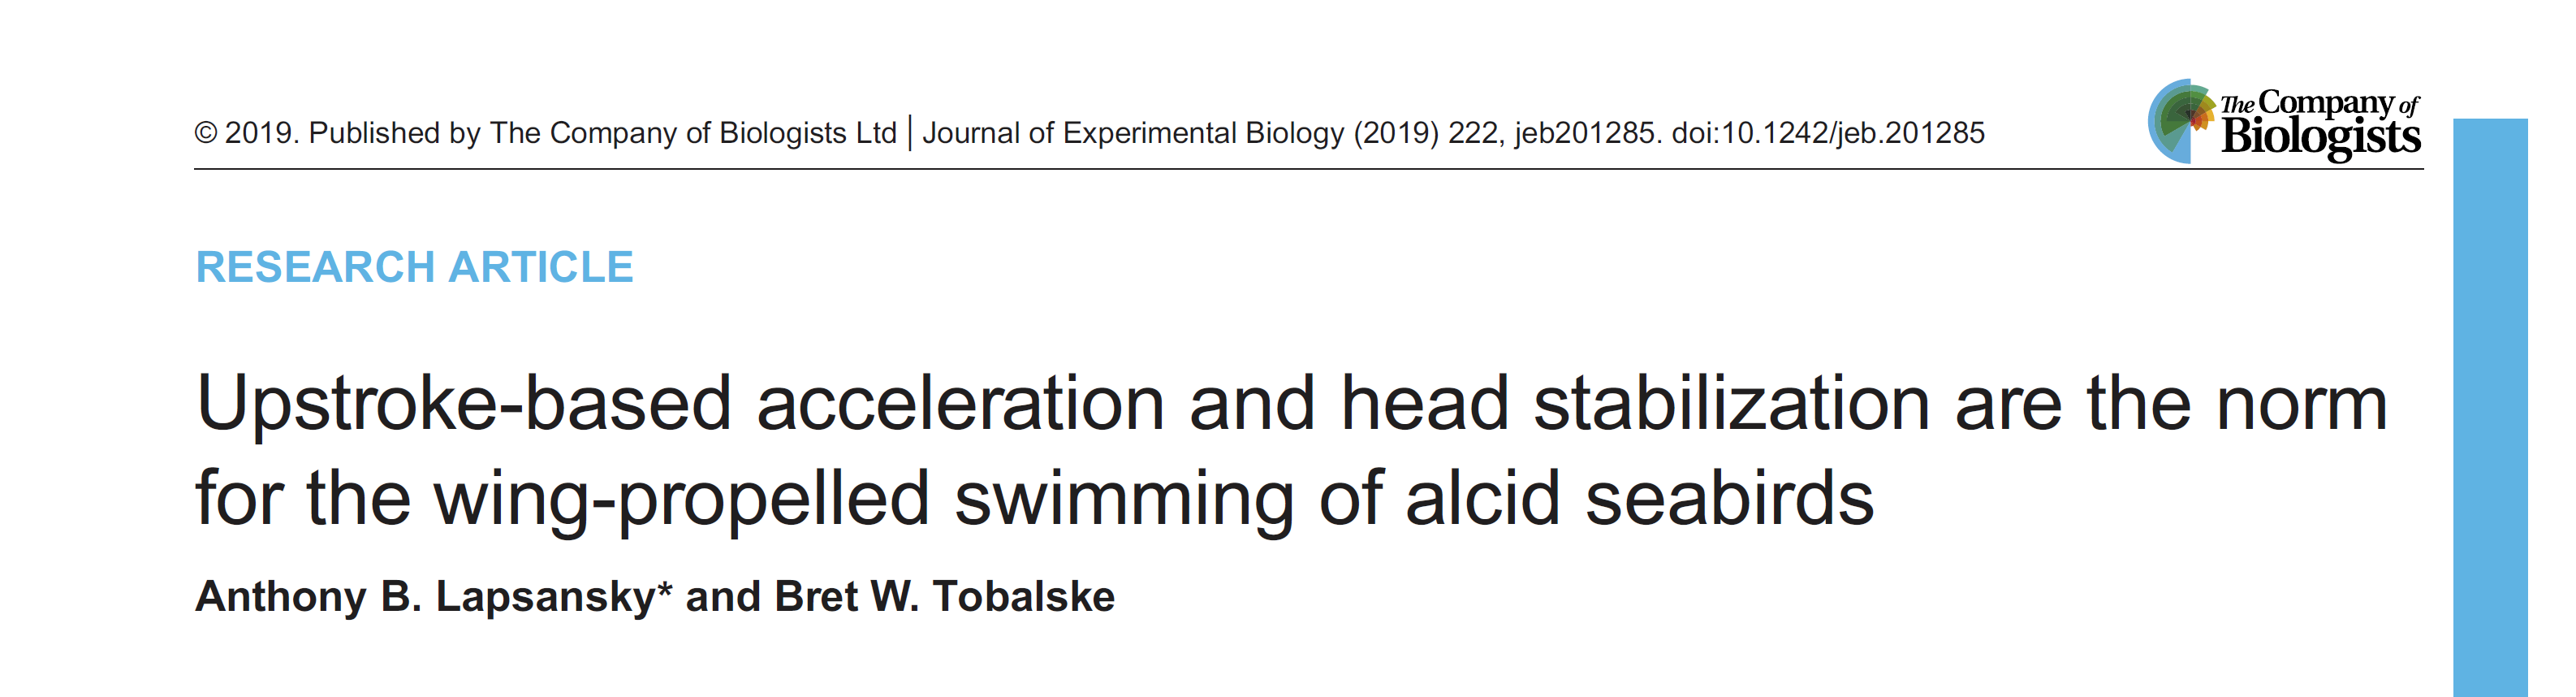 © 2019. Published by The Company of Biologists Ltd | Journal of Experimental Biology (2019) 222, jeb201285. doi:10.1242/jeb.201285
The Company of
Biologists
RESEARCH ARTICLE
Upstroke-based acceleration and head stabilization are the norm
for the wing-propelled swimming of alcid seabirds
Anthony B. Lapsansky* and Bret W. Tobalske